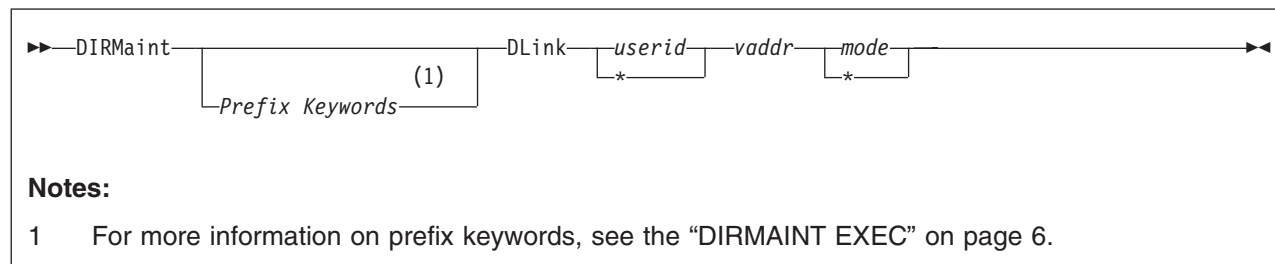 ►►—DIRMaint—DLink—userid—vaddr—mode—►◄
(1) * *
Prefix Keywords
Notes:
1 For more information on prefix keywords, see the “DIRMAINT EXEC” on page 6.